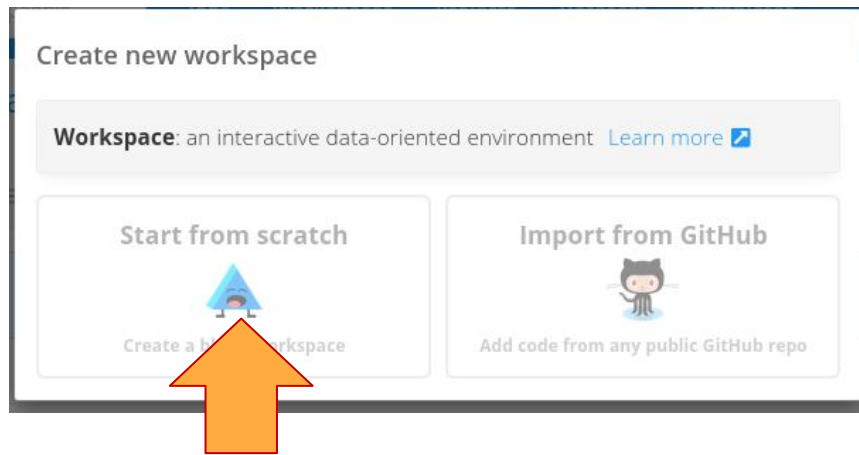 Create new workspace
Workspace: an interactive data-oriented environment Learn more
Start from scratch
Import from GitHub
Create a workspace
Add code from any public GitHub repo